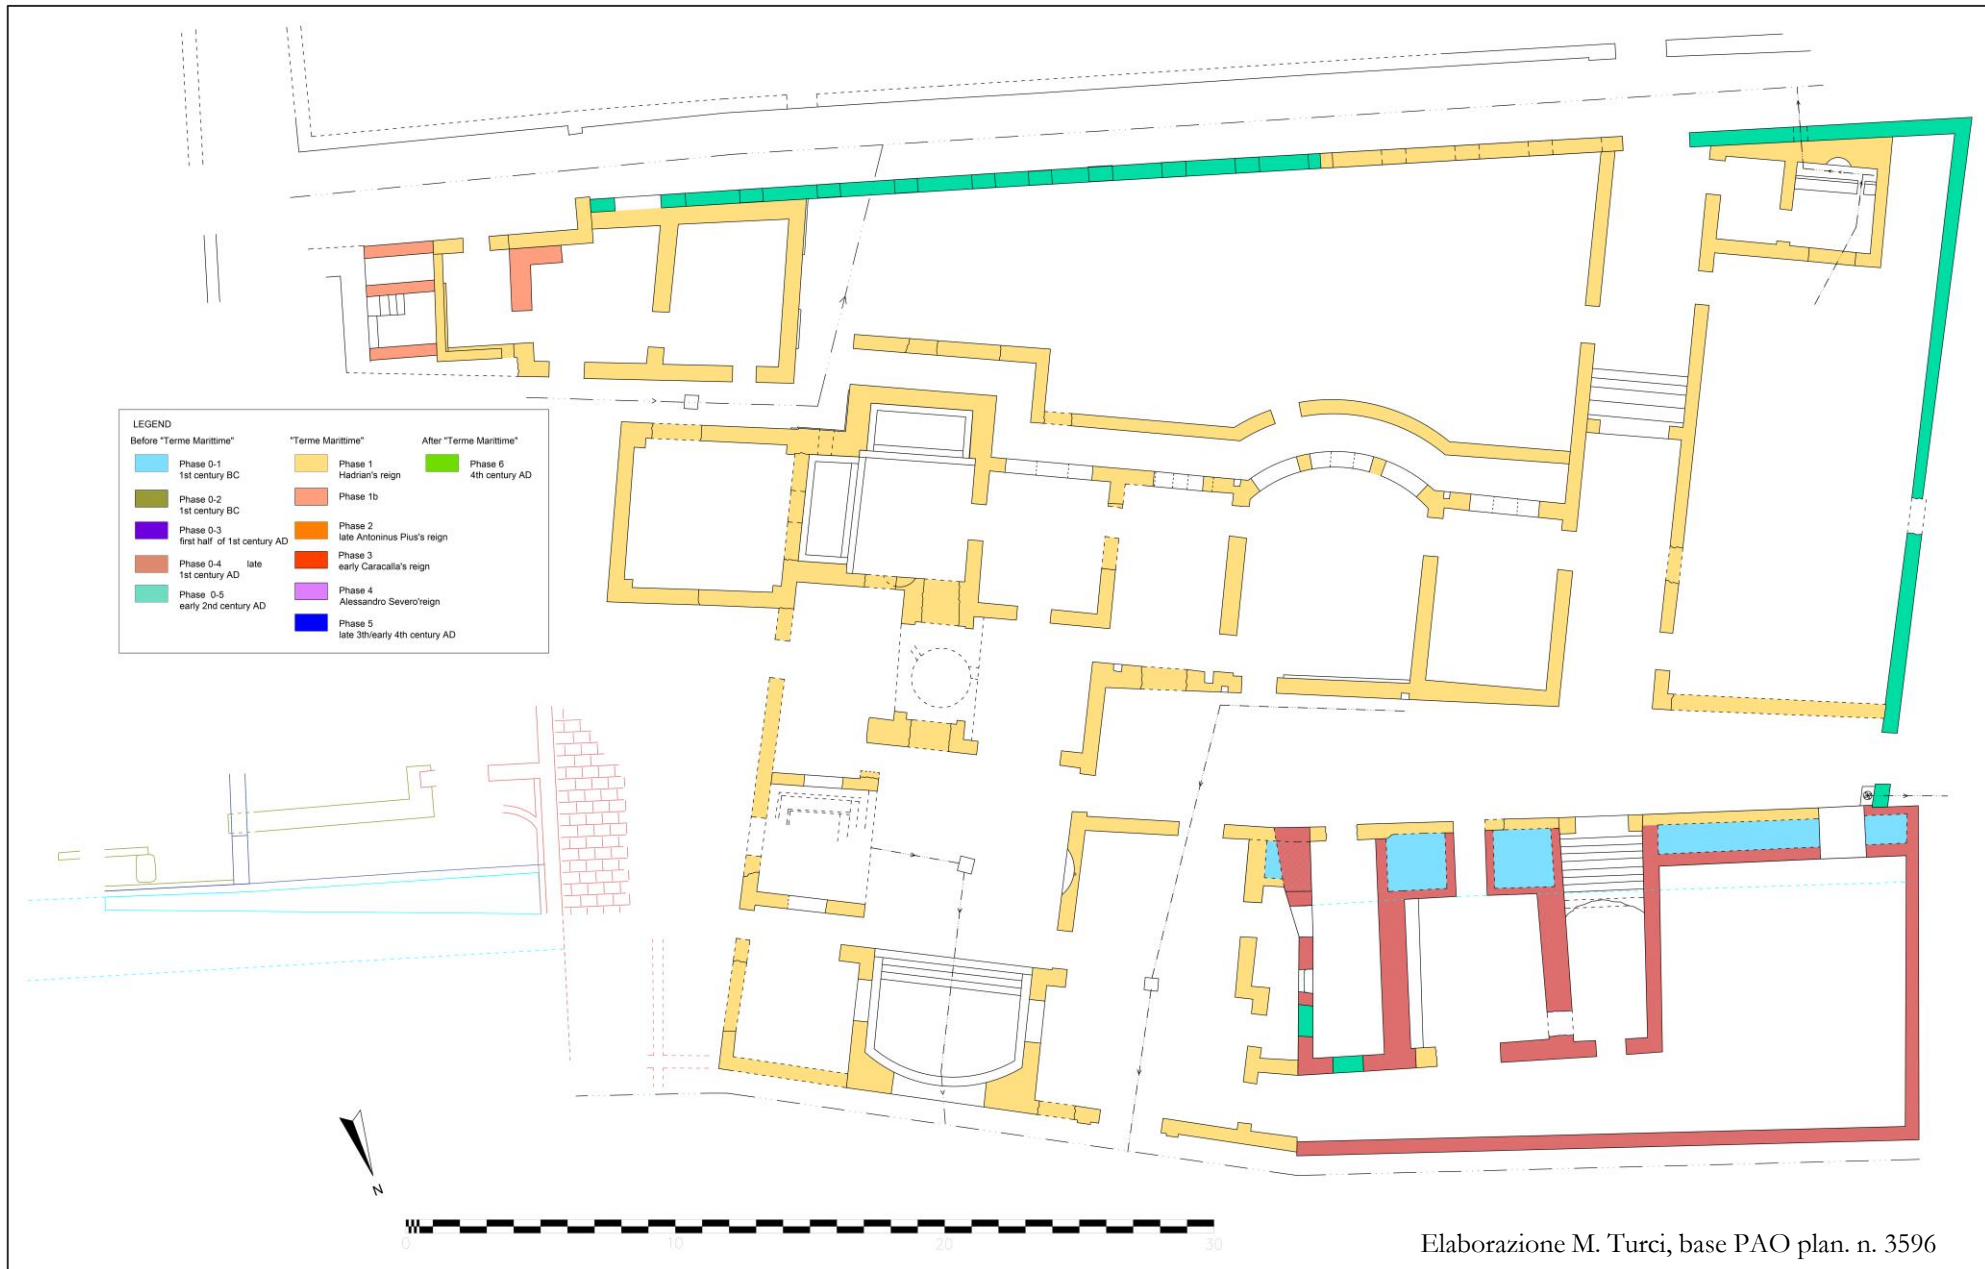 LEGEND
Before "Terme Marittime"
Phase 0-1
1st century BC
Phase 0-2
1st century BC
Phase 0-3
first half of 1st century AD
Phase 0-4 late
1st century AD
Phase 0-5
early 2nd century AD
"Terme Marittime"
Phase 1
Hadrian's reign
Phase 1b
Phase 2
late Antoninus Pius's reign
Phase 3
early Caracalla's reign
Phase 4
Alessandro Severo'reign
Phase 5
late 3th/early 4th century AD
After "Terme Marittime"
Phase 6
4th century AD
N
0 10 20 30
Elaborazione M. Turci, base PAO plan. n. 3596